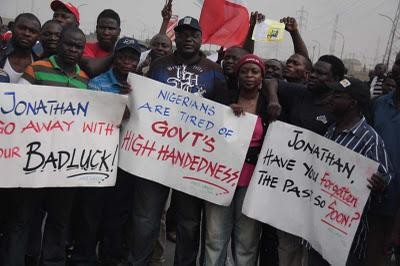 JONATHAN
GO AWAY WITH
OUR
BADLUCK!
NIGERIANS
ARE TIRED OF
GOVT'S
HIGH HANDEDNESS
JONATHAN,
HAVE YOU Forgotten
THE PAST SO
SOON?